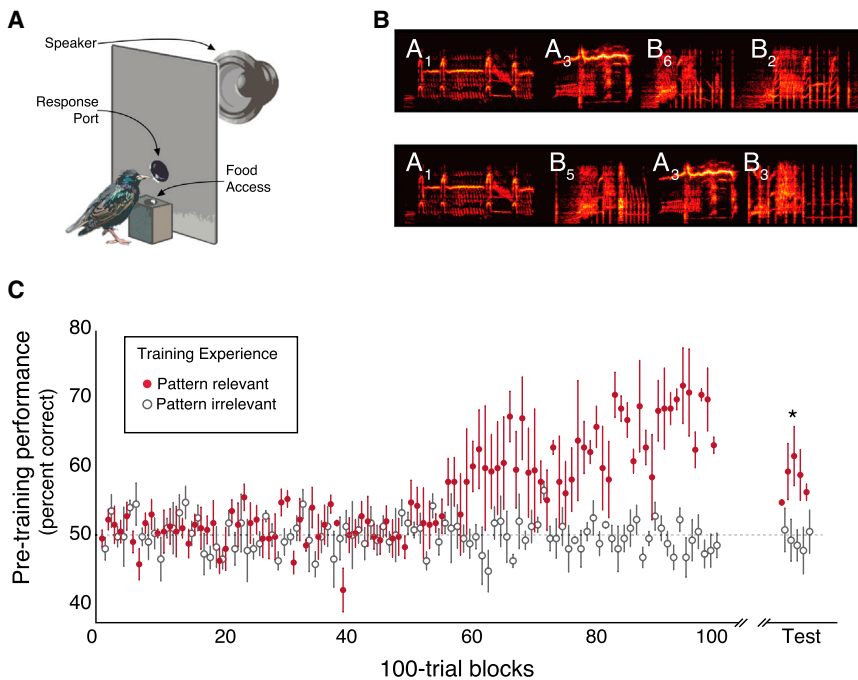 A
Speaker
Response
Port
Food
Access
B
A1 A3 B6 B2
A1 B5 A3 B3
C
Pre-training performance
(percent correct)
80
70
60
50
40
Training Experience
Pattern relevant
Pattern irrelevant
*
0 20 40 60 80 100 // // Test
100-trial blocks